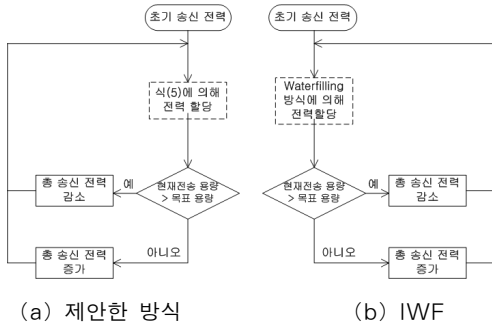 초기 송신 전력
식(5)에 의해
전력 할당
현재전송 용량
> 목표 용량
예
총 송신 전력
감소
아니오
총 송신 전력
증가
(a) 제안한 방식
초기 송신 전력
Waterfilling
방식에 의해
전력할당
현재전송 용량
> 목표 용량
예
총 송신 전력
감소
아니오
총 송신 전력
증가
(b) IWF